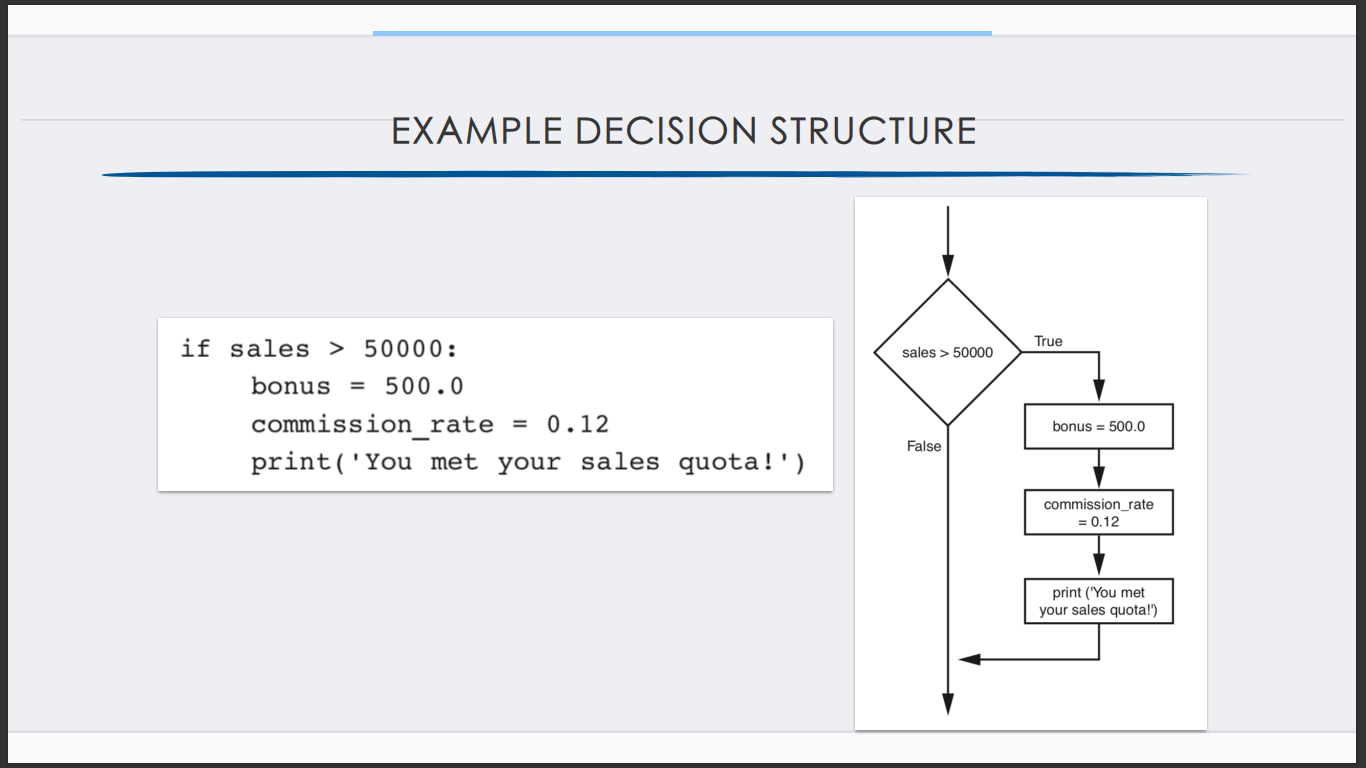 EXAMPLE DECISION STRUCTURE
if sales > 50000:
    bonus = 500.0
    commission_rate = 0.12
    print('You met your sales quota!')
sales > 50000
True
False
bonus = 500.0
commission_rate
= 0.12
print ('You met
your sales quota!')